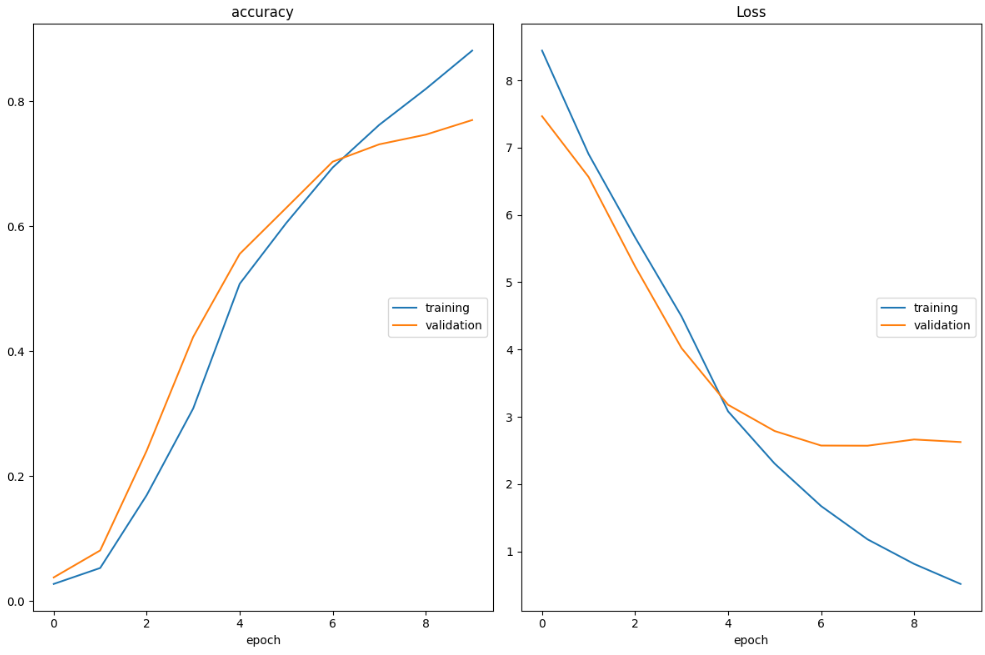 accuracy
0.8
0.6
0.4
0.2
0.0
0 2 4 6 8
epoch
training
validation
Loss
8
7
6
5
4
3
2
1
0 2 4 6 8
epoch
training
validation